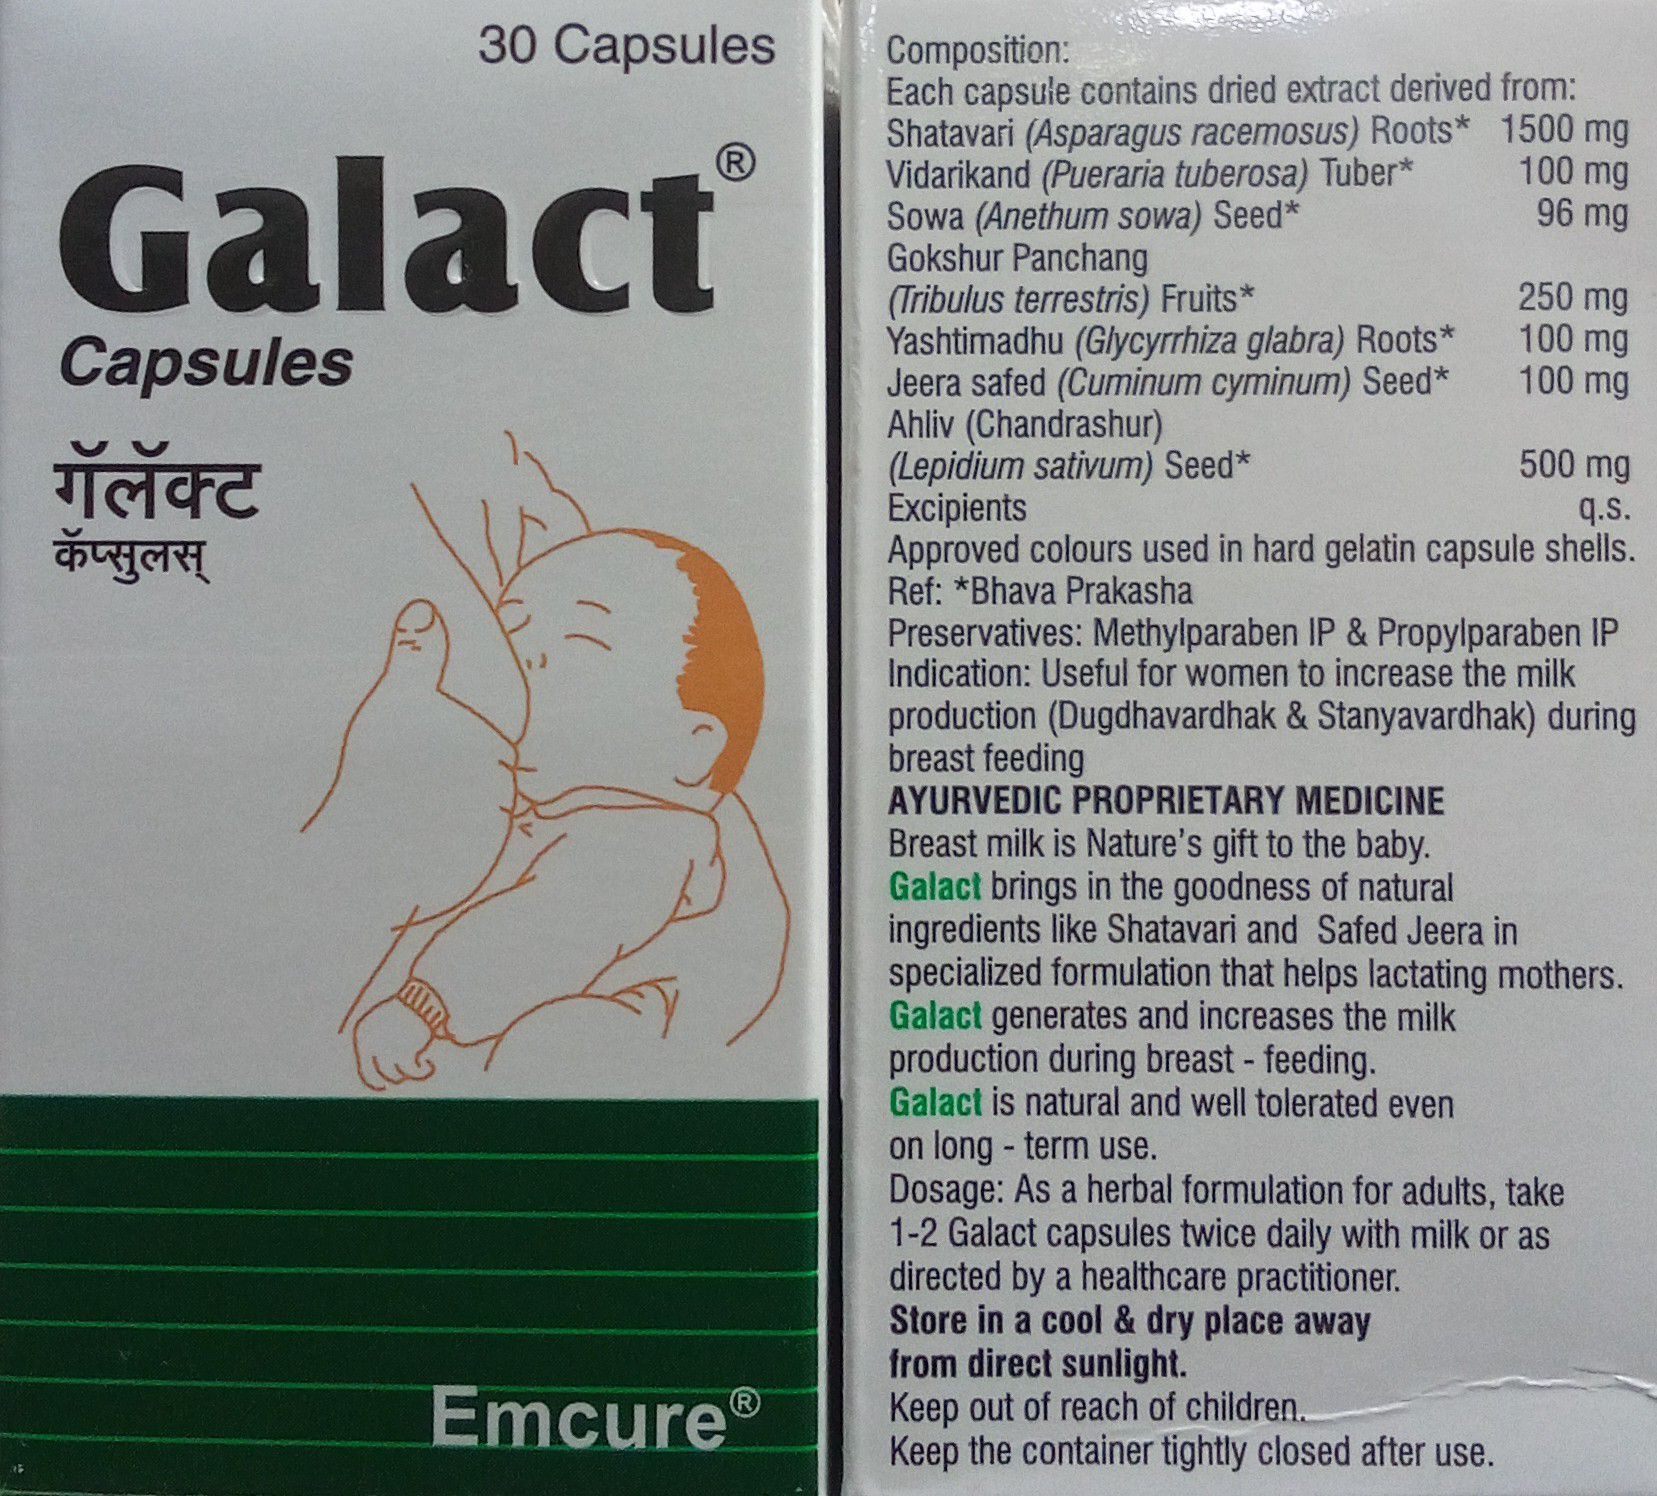 30 Capsules
Galact®
Capsules
गॅलॅक्ट
कॅप्सुलस्
Emcure®
Composition:
Each capsule contains dried extract derived from:
Shatavari (Asparagus racemosus) Roots* 1500 mg
Vidarikand (Pueraria tuberosa) Tuber* 100 mg
Sowa (Anethum sowa) Seed* 96 mg
Gokshur Panchang
(Tribulus terrestris) Fruits* 250 mg
Yashtimadhu (Glycyrrhiza glabra) Roots* 100 mg
Jeera safed (Cuminum cyminum) Seed* 100 mg
Ahliv (Chandrashur)
(Lepidium sativum) Seed* 500 mg
Excipients q.s.
Approved colours used in hard gelatin capsule shells.
Ref: *Bhava Prakasha
Preservatives: Methylparaben IP & Propylparaben IP
Indication: Useful for women to increase the milk
production (Dugdhavardhak & Stanyavardhak) during
breast feeding
AYURVEDIC PROPRIETARY MEDICINE
Breast milk is Nature's gift to the baby.
Galact brings in the goodness of natural
ingredients like Shatavari and Safed Jeera in
specialized formulation that helps lactating mothers.
Galact generates and increases the milk
production during breast - feeding.
Galact is natural and well tolerated even
on long - term use.
Dosage: As a herbal formulation for adults, take
1-2 Galact capsules twice daily with milk or as
directed by a healthcare practitioner.
Store in a cool & dry place away
from direct sunlight.
Keep out of reach of children.
Keep the container tightly closed after use.